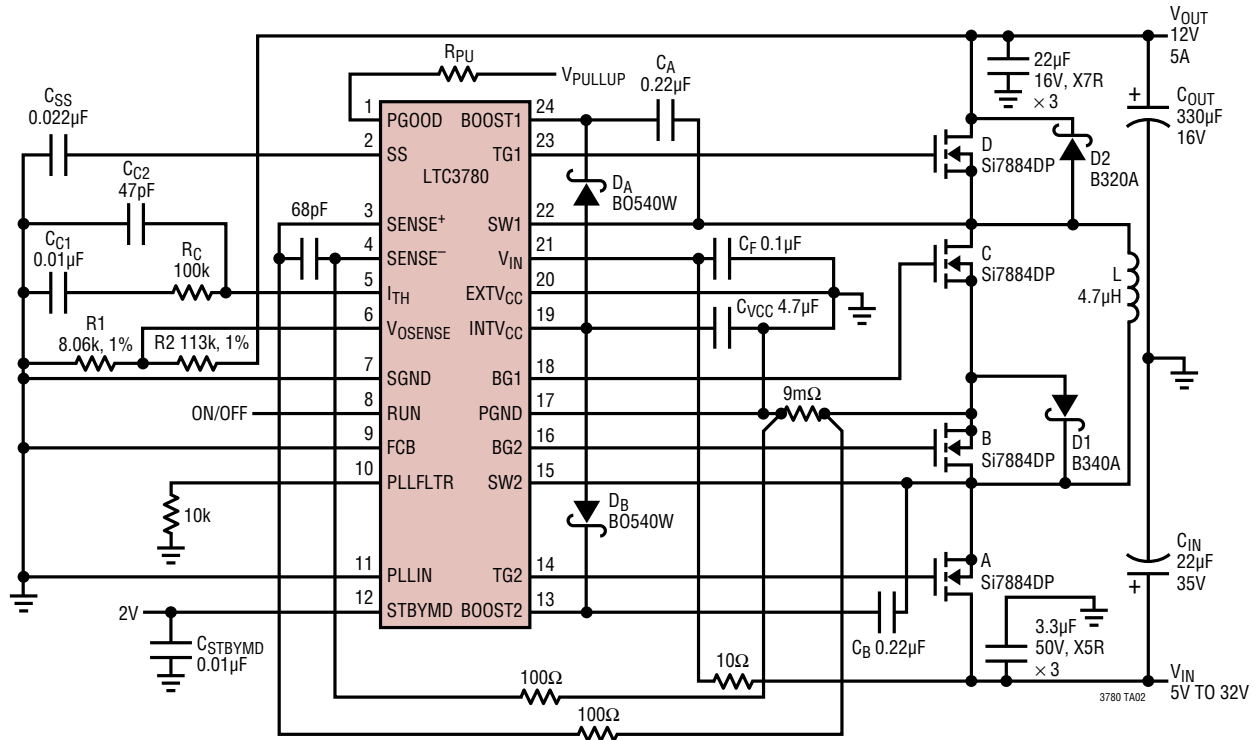 VOUT
12V
5A
RPU
VPULLUP
CA
0.22µF
22µF
16V, X7R
× 3
+
COUT
330µF
16V
CSS
0.022µF
1
PGOOD
BOOST1
24
2
SS
TG1
23
D
Si7884DP
D2
B320A
LTC3780
CC2
47pF
DA
BO540W
68pF
3
SENSE+
SW1
22
4
SENSE−
VIN
21
CF 0.1µF
C
Si7884DP
CC1
0.01µF
RC
100k
L
4.7µH
5
ITH
EXTVCC
20
CVCC 4.7µF
6
VOSENSE
INTVCC
19
R1
8.06k, 1%
R2 113k, 1%
7
SGND
BG1
18
9mΩ
ON/OFF
8
RUN
PGND
17
D1
B340A
9
FCB
BG2
16
B
Si7884DP
10
PLLFLTR
SW2
15
10k
DB
BO540W
CIN
22µF
35V
+
11
PLLIN
TG2
14
A
Si7884DP
2V
12
STBYMD
BOOST2
13
CSTBYMD
0.01µF
CB 0.22µF
3.3µF
50V, X5R
× 3
10Ω
100Ω
100Ω
VIN
5V TO 32V
3780 TA02